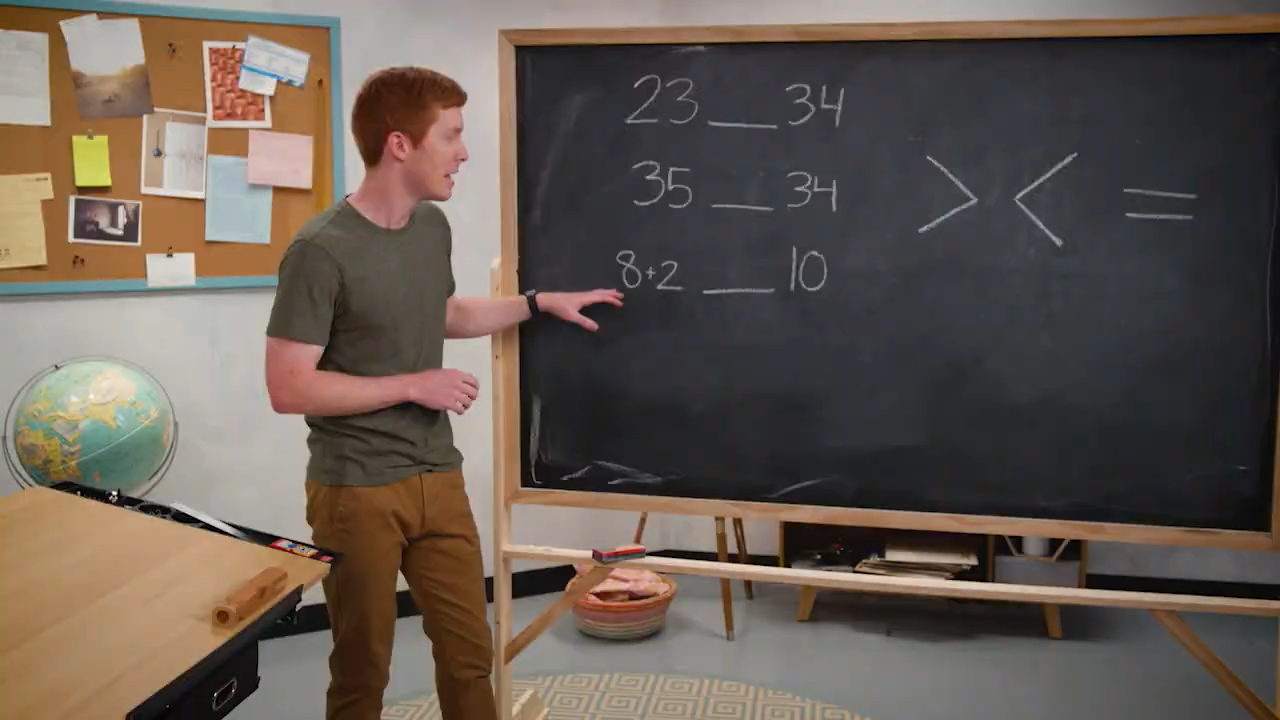 23 __ 34
35 __ 34
8+2 __ 10
> < =